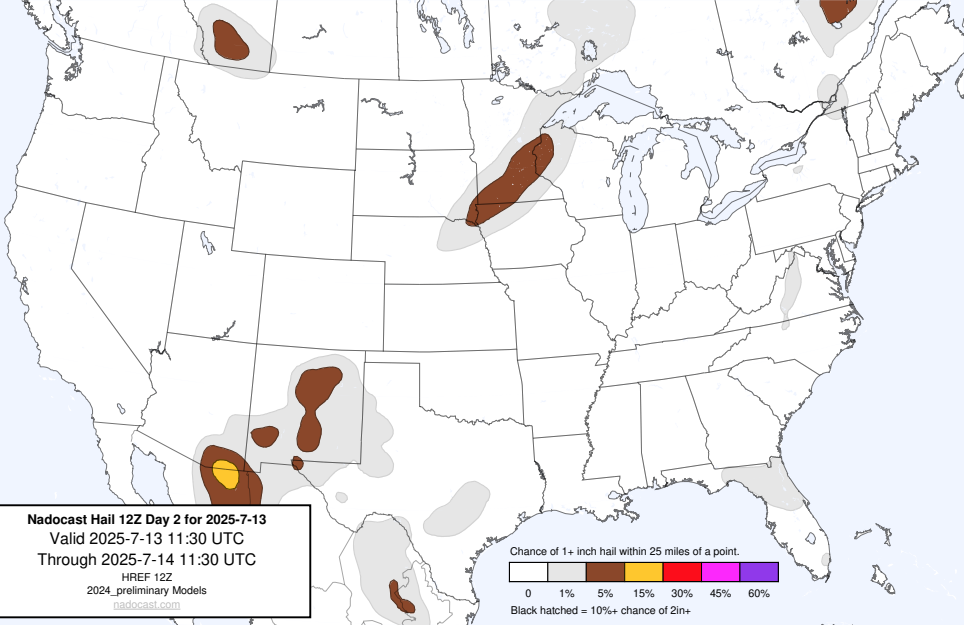 Nadocast Hail 12Z Day 2 for 2025-7-13
Valid 2025-7-13 11:30 UTC
Through 2025-7-14 11:30 UTC
HREF 12Z
2024_preliminary Models
nadocast.com
Chance of 1+ inch hail within 25 miles of a point.
0 1% 5% 15% 30% 45% 60%
Black hatched = 10%+ chance of 2in+